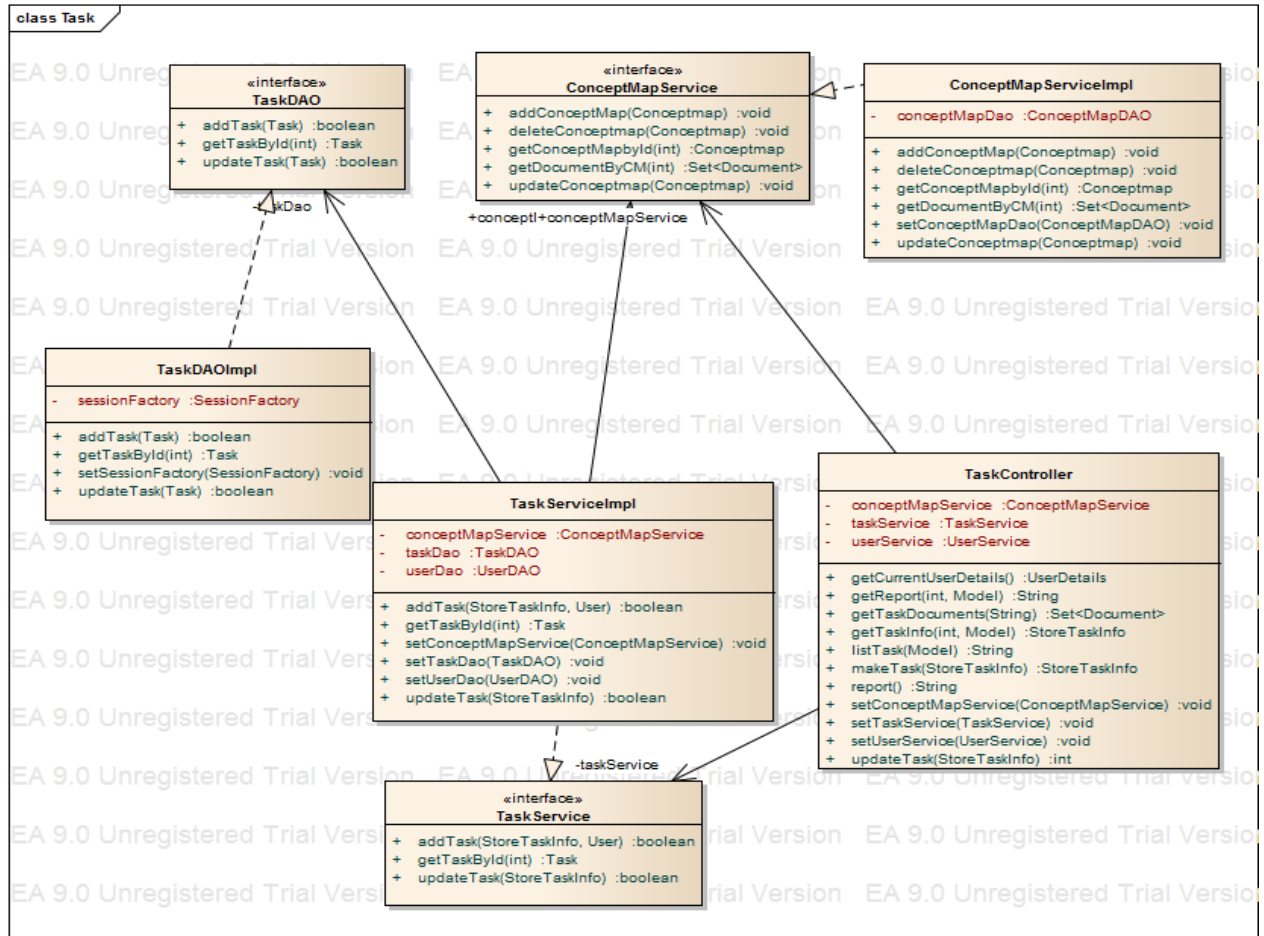 class Task
«interface»
TaskDAO
+ addTask(Task) :boolean
+ getTaskById(int) :Task
+ updateTask(Task) :boolean
«interface»
ConceptMapService
+ addConceptMap(Conceptmap) :void
+ deleteConceptmap(Conceptmap) :void
+ getConceptMapbyId(int) :Conceptmap
+ getDocumentByCM(int) :Set<Document>
+ updateConceptmap(Conceptmap) :void
ConceptMapServiceImpl
- conceptMapDao :ConceptMapDAO
+ addConceptMap(Conceptmap) :void
+ deleteConceptmap(Conceptmap) :void
+ getConceptMapbyId(int) :Conceptmap
+ getDocumentByCM(int) :Set<Document>
+ setConceptMapDao(ConceptMapDAO) :void
+ updateConceptmap(Conceptmap) :void
+conceptI+conceptMapService
TaskDAOImpl
- sessionFactory :SessionFactory
+ addTask(Task) :boolean
+ getTaskById(int) :Task
+ setSessionFactory(SessionFactory) :void
+ updateTask(Task) :boolean
TaskServiceImpl
- conceptMapService :ConceptMapService
- taskDao :TaskDAO
- userDao :UserDAO
+ addTask(StoreTaskInfo, User) :boolean
+ getTaskById(int) :Task
+ setConceptMapService(ConceptMapService) :void
+ setTaskDao(TaskDAO) :void
+ setUserDao(UserDAO) :void
+ updateTask(StoreTaskInfo) :boolean
TaskController
- conceptMapService :ConceptMapService
- taskService :TaskService
- userService :UserService
+ getCurrentUserDetails() :UserDetails
+ getReport(int, Model) :String
+ getTaskDocuments(String) :Set<Document>
+ getTaskInfo(int, Model) :StoreTaskInfo
+ listTask(Model) :String
+ makeTask(StoreTaskInfo) :StoreTaskInfo
+ report() :String
+ setConceptMapService(ConceptMapService) :void
+ setTaskService(TaskService) :void
+ setUserService(UserService) :void
+ updateTask(StoreTaskInfo) :int
-taskService
«interface»
TaskService
+ addTask(StoreTaskInfo, User) :boolean
+ getTaskById(int) :Task
+ updateTask(StoreTaskInfo) :boolean
EA 9.0 Unregistered Trial Version